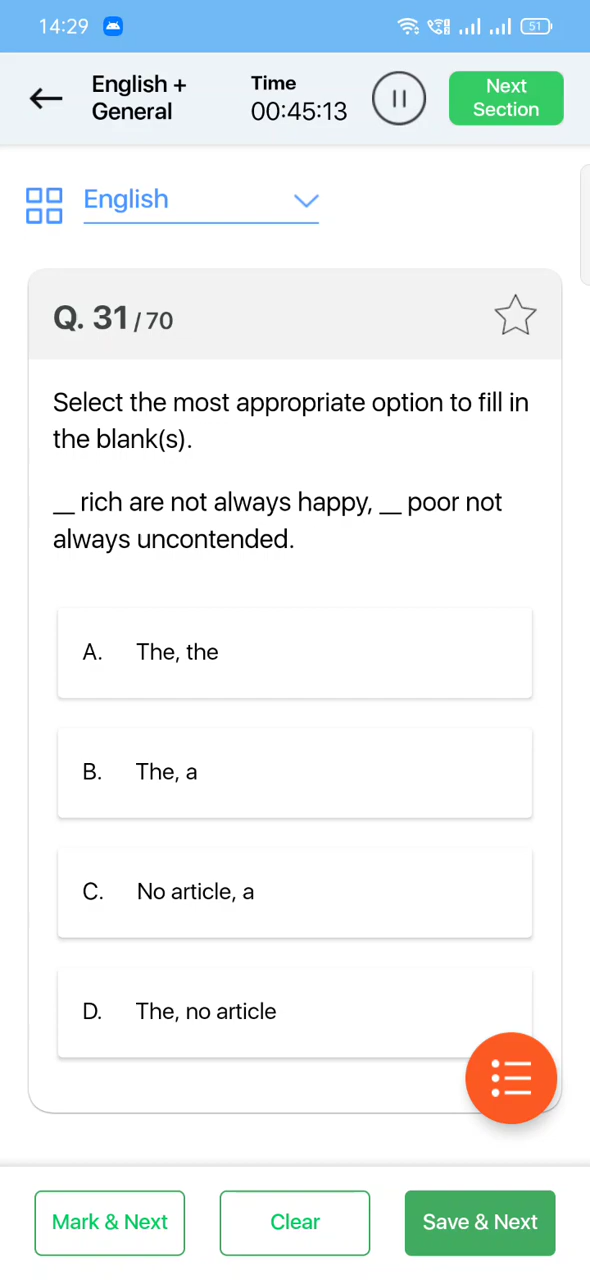 14:29
51
English +
General
Time
00:45:13
Next
Section
English
Q. 31 / 70
Select the most appropriate option to fill in
the blank(s).
__ rich are not always happy, __ poor not
always uncontended.
A. The, the
B. The, a
C. No article, a
D. The, no article
Mark & Next
Clear
Save & Next